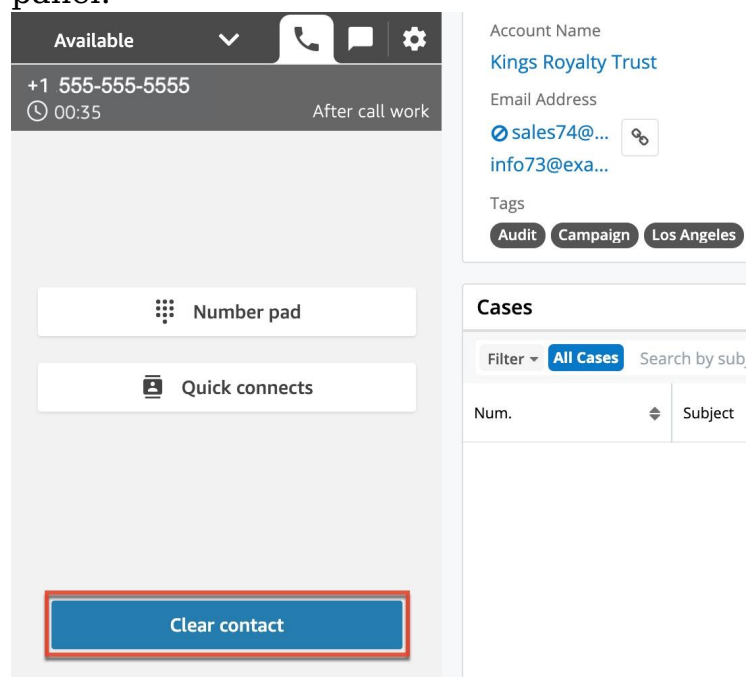 Available
+1 555-555-5555
00:35 After call work
Number pad
Quick connects
Clear contact
Account Name
Kings Royalty Trust
Email Address
sales74@...
info73@exa...
Tags
Audit Campaign Los Angeles
Cases
Filter All Cases Search by sub
Num. Subject